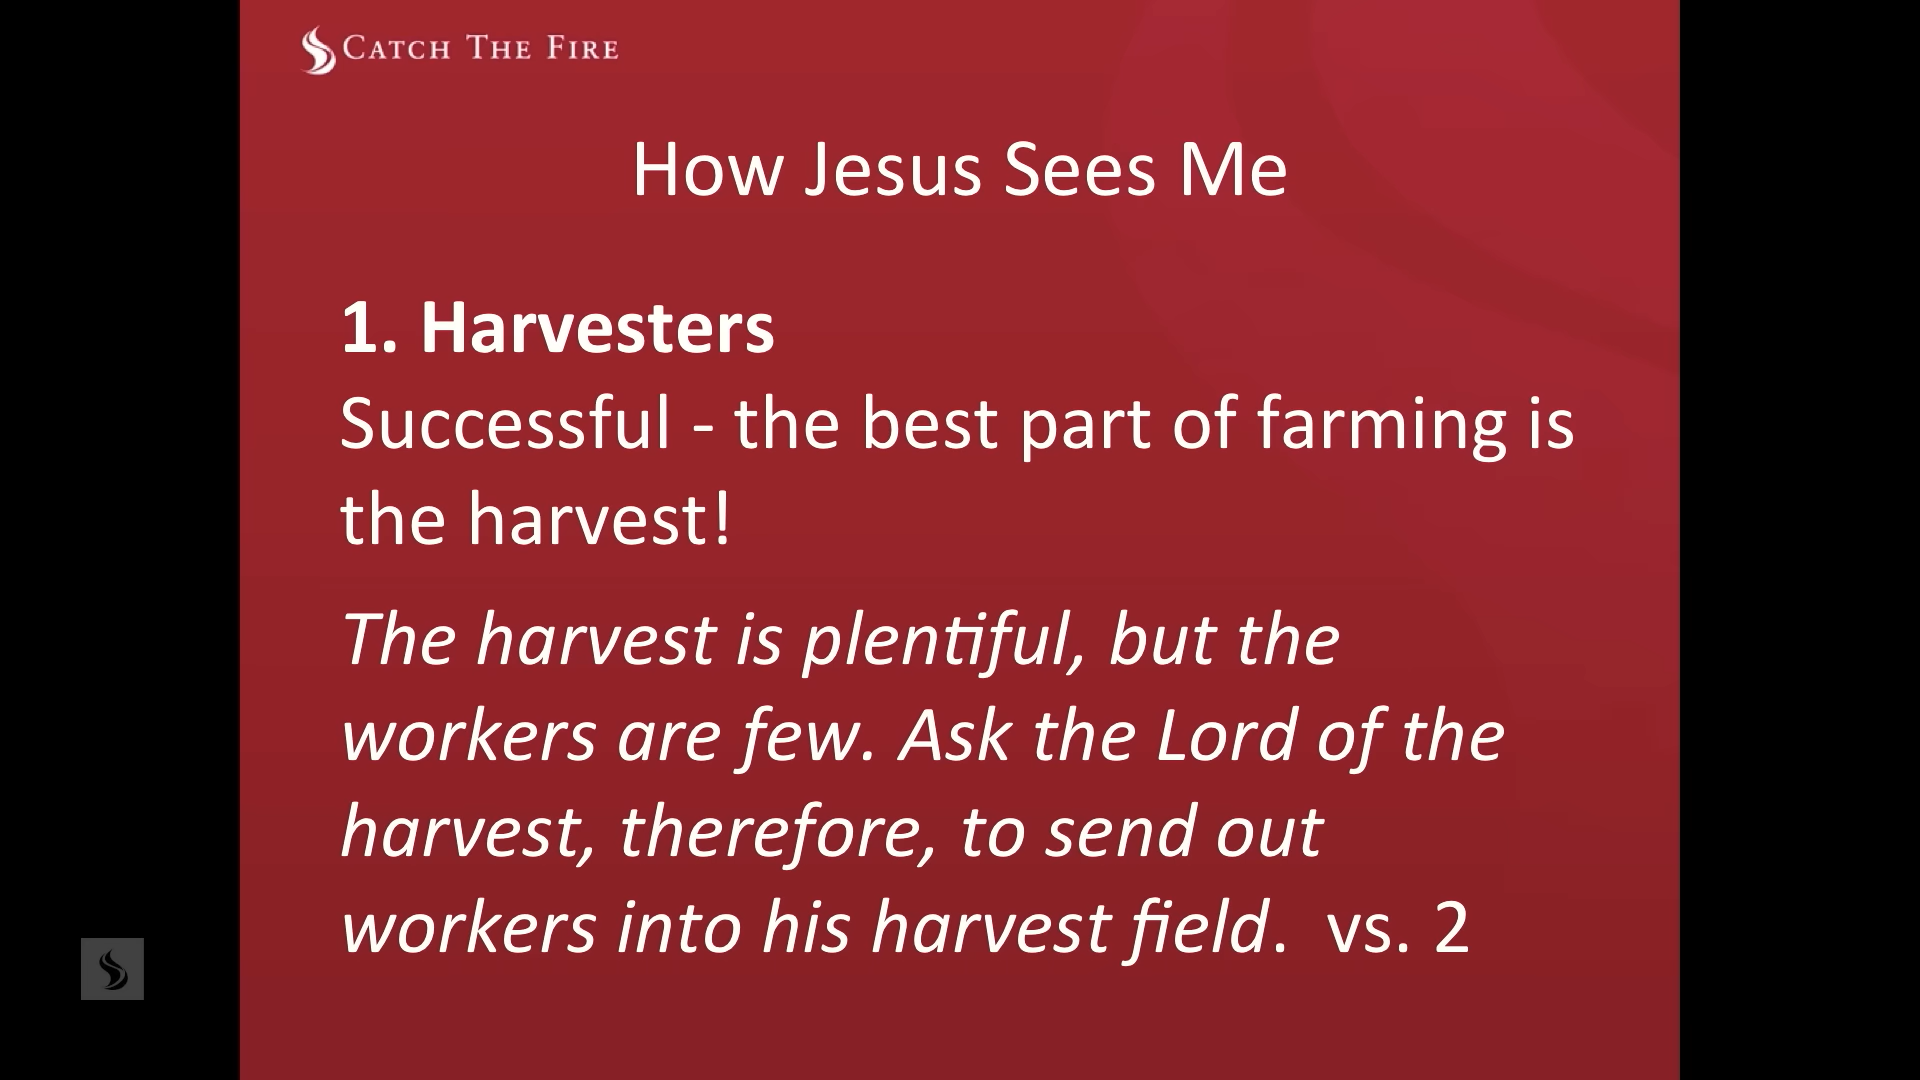 CATCH THE FIRE
How Jesus Sees Me
1. Harvesters
Successful - the best part of farming is
the harvest!
The harvest is plentiful, but the
workers are few. Ask the Lord of the
harvest, therefore, to send out
workers into his harvest field.  vs. 2